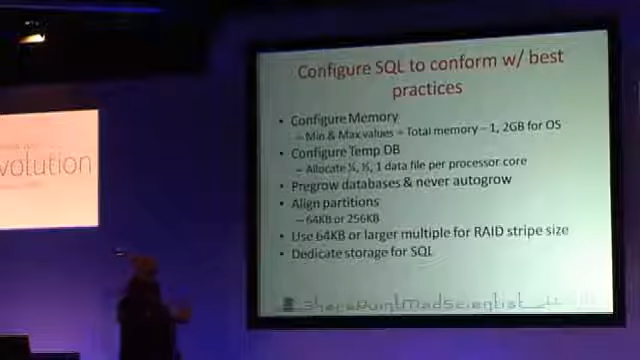 volution
Configure SQL to conform w/ best
practices
• Configure Memory
– Min & Max values = Total memory – 1, 2GB for OS
• Configure Temp DB
– Allocate ¼, ½, 1 data file per processor core
• Pregrow databases & never autogrow
• Align partitions
– 64KB or 256KB
• Use 64KB or larger multiple for RAID stripe size
• Dedicate storage for SQL
SharePointMadScientist